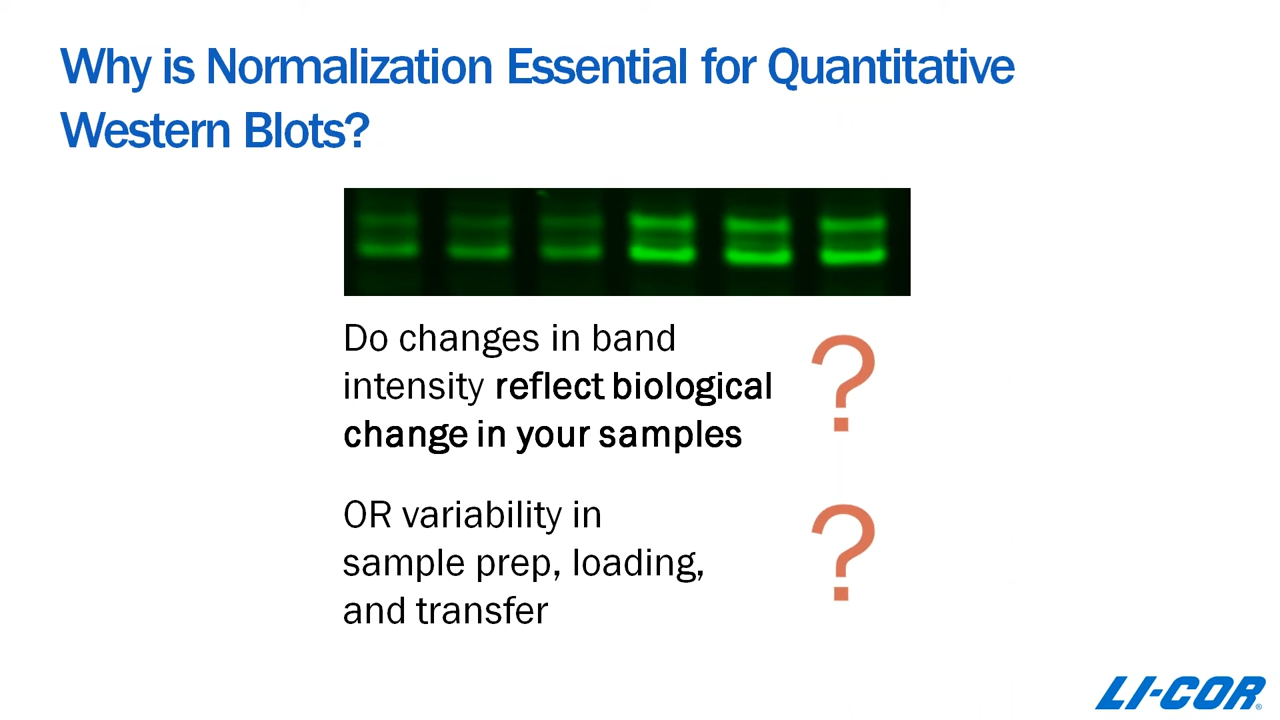 Why is Normalization Essential for Quantitative
Western Blots?
Do changes in band
intensity reflect biological
change in your samples
?
OR variability in
sample prep, loading,
and transfer
?
LI-COR®